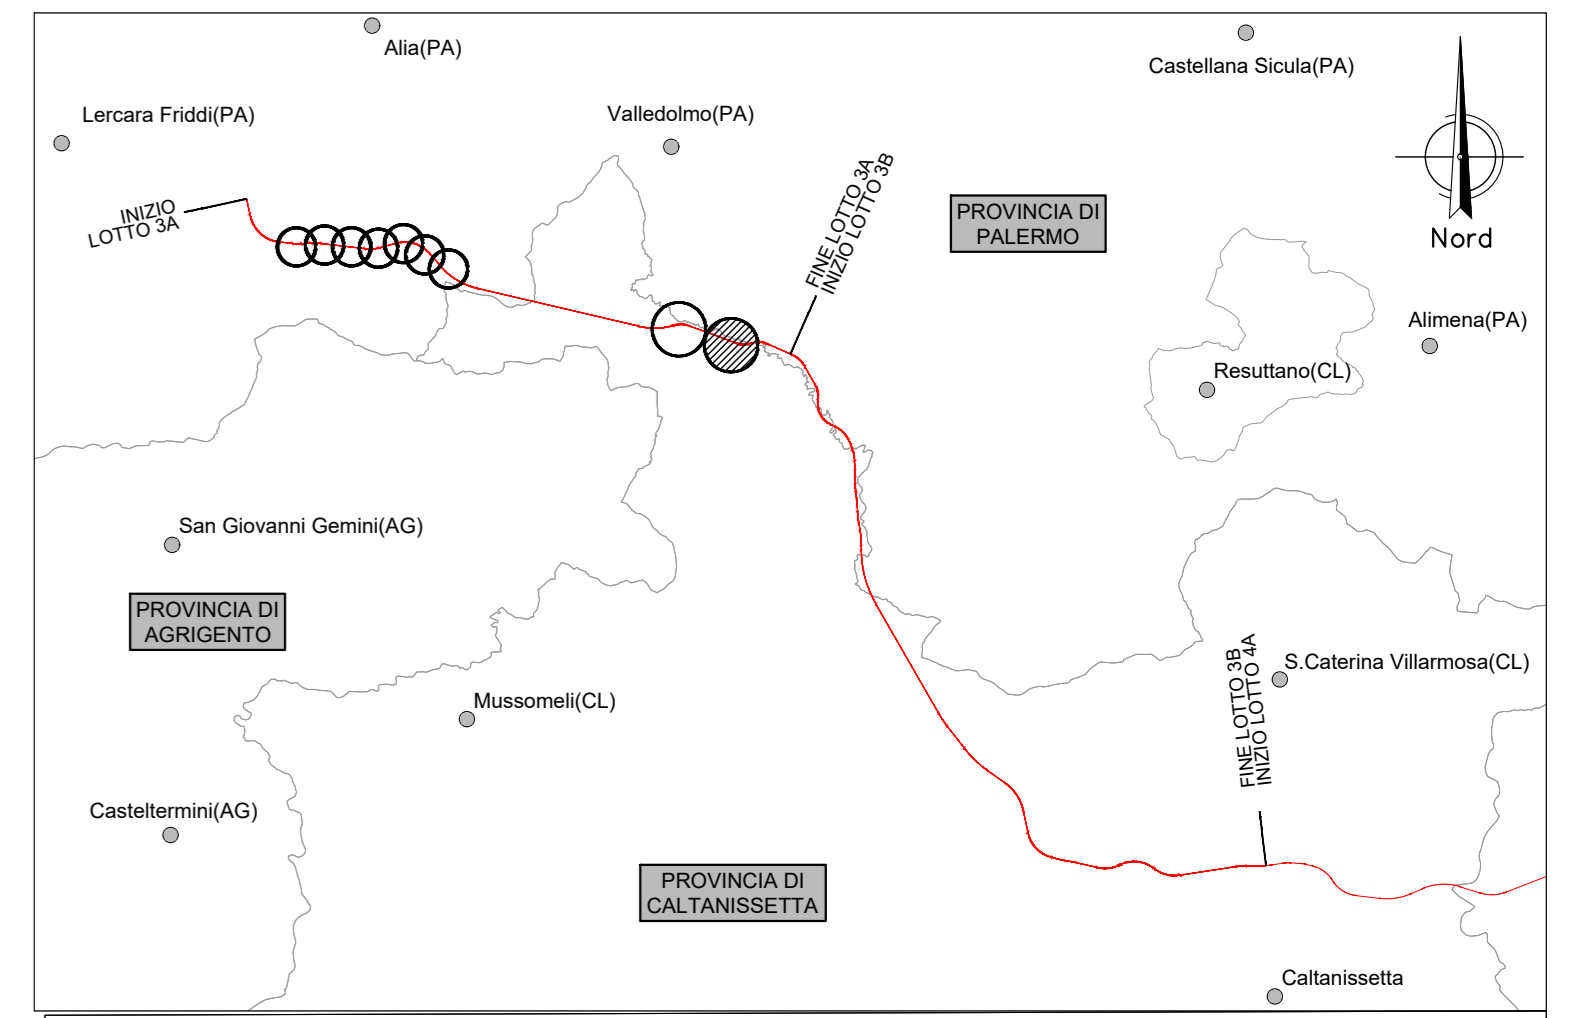 Alia(PA)
Castellana Sicula(PA)
Lercara Friddi(PA)
Valledolmo(PA)
INIZIO
LOTTO 3A
FINE LOTTO 3A
INIZIO LOTTO 3B
PROVINCIA DI
PALERMO
Nord
Alimena(PA)
Resuttano(CL)
San Giovanni Gemini(AG)
PROVINCIA DI
AGRIGENTO
FINE LOTTO 3B
INIZIO LOTTO 4A
S.Caterina Villarmosa(CL)
Mussomeli(CL)
Casteltermini(AG)
PROVINCIA DI
CALTANISSETTA
Caltanissetta